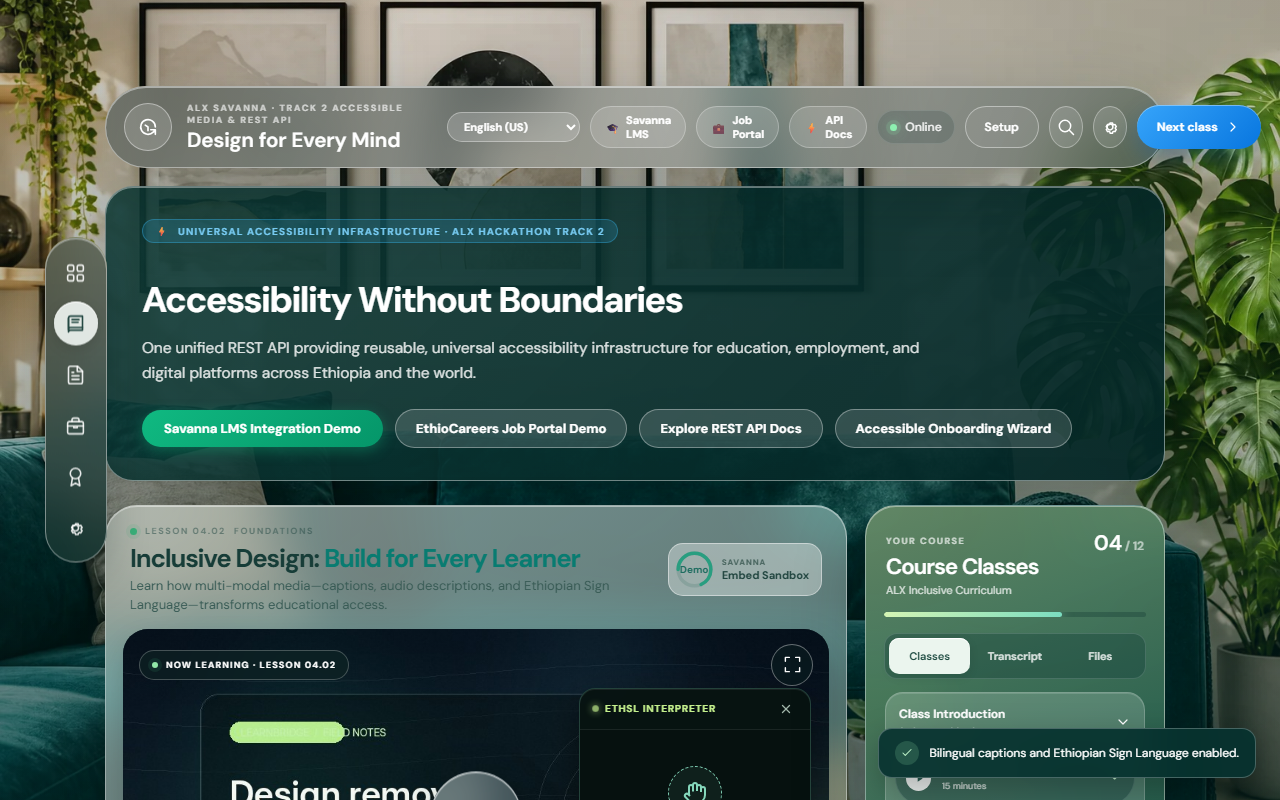 ALX SAVANNA · TRACK 2 ACCESSIBLE
MEDIA & REST API
Design for Every Mind
English (US)
Savanna
LMS
Job
Portal
API
Docs
Online
Setup
Next class
UNIVERSAL ACCESSIBILITY INFRASTRUCTURE · ALX HACKATHON TRACK 2
Accessibility Without Boundaries
One unified REST API providing reusable, universal accessibility infrastructure for education, employment, and
digital platforms across Ethiopia and the world.
Savanna LMS Integration Demo
EthioCareers Job Portal Demo
Explore REST API Docs
Accessible Onboarding Wizard
LESSON 04.02 FOUNDATIONS
Inclusive Design: Build for Every Learner
Learn how multi-modal media—captions, audio descriptions, and Ethiopian Sign
Language—transforms educational access.
Demo
SAVANNA
Embed Sandbox
NOW LEARNING · LESSON 04.02
NOTES
Design remov
ETHSL INTERPRETER
YOUR COURSE
04 / 12
Course Classes
ALX Inclusive Curriculum
Classes
Transcript
Files
Class Introduction
15 minutes
Bilingual captions and Ethiopian Sign Language enabled.